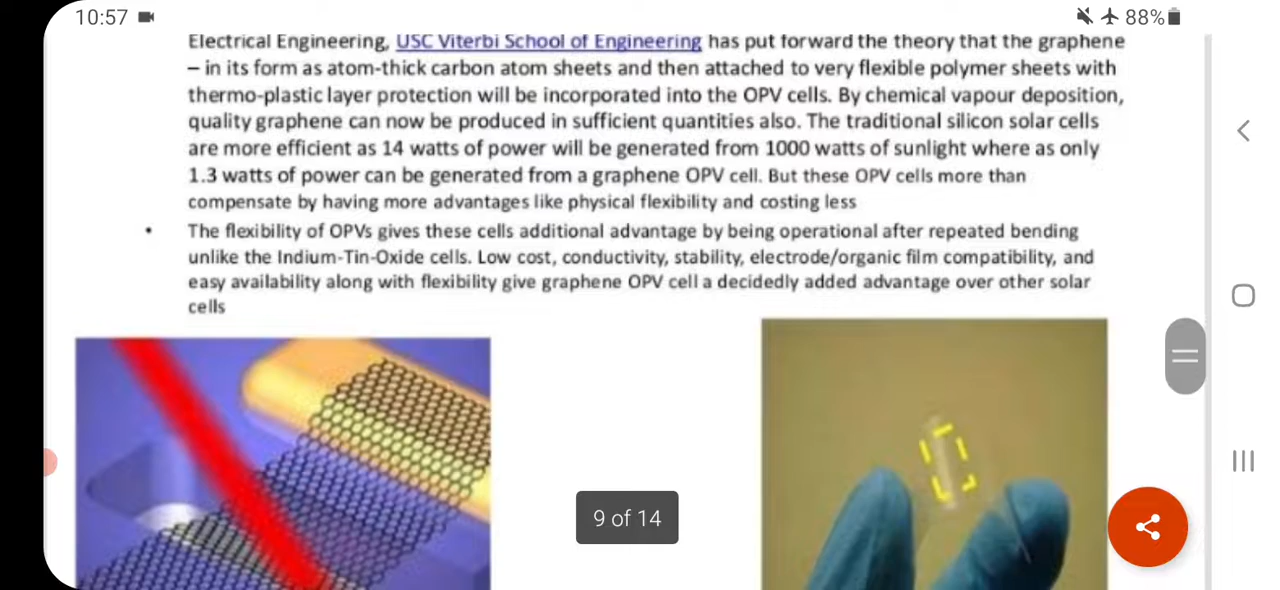 10:57
88%
Electrical Engineering, USC Viterbi School of Engineering has put forward the theory that the graphene
– in its form as atom-thick carbon atom sheets and then attached to very flexible polymer sheets with
thermo-plastic layer protection will be incorporated into the OPV cells. By chemical vapour deposition,
quality graphene can now be produced in sufficient quantities also. The traditional silicon solar cells
are more efficient as 14 watts of power will be generated from 1000 watts of sunlight where as only
1.3 watts of power can be generated from a graphene OPV cell. But these OPV cells more than
compensate by having more advantages like physical flexibility and costing less
• The flexibility of OPVs gives these cells additional advantage by being operational after repeated bending
unlike the Indium-Tin-Oxide cells. Low cost, conductivity, stability, electrode/organic film compatibility, and
easy availability along with flexibility give graphene OPV cell a decidedly added advantage over other solar
cells
9 of 14